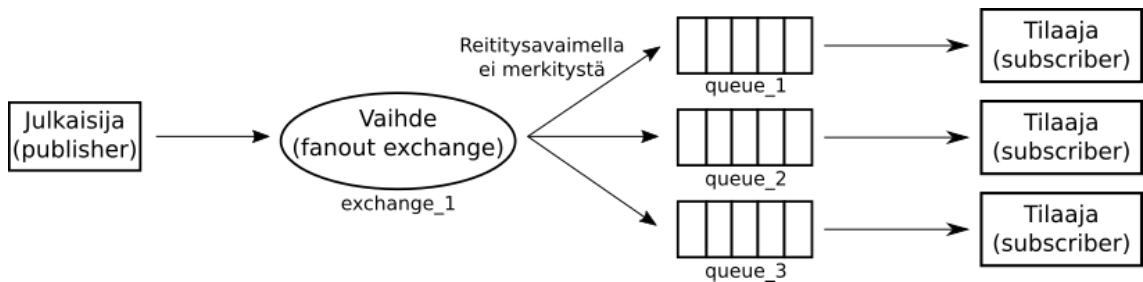 Julkaisija
(publisher)
Vaihde
(fanout exchange)
exchange_1
Reititysavaimella
ei merkitystä
queue_1
queue_2
queue_3
Tilaaja
(subscriber)
Tilaaja
(subscriber)
Tilaaja
(subscriber)